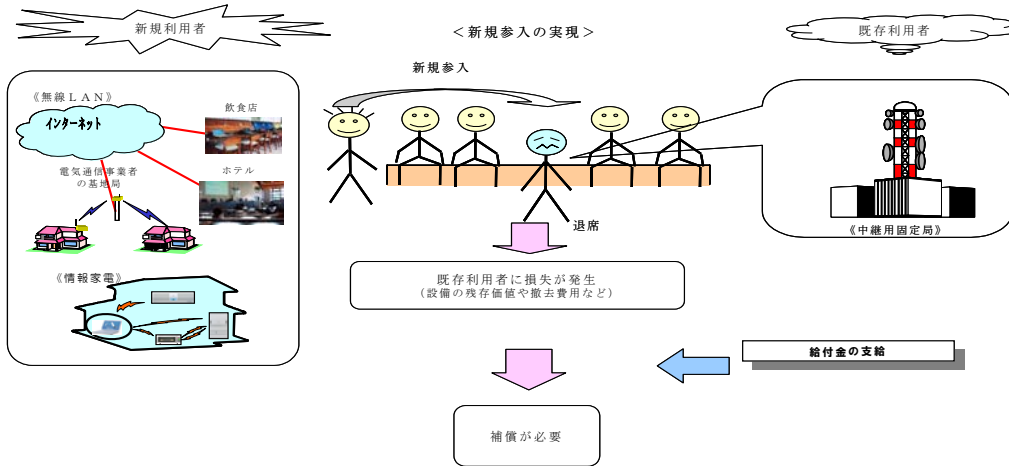 新規利用者
＜新規参入の実現＞
既存利用者
新規参入
《無線ＬＡＮ》
インターネット
飲食店
電気通信事業者
の基地局
ホテル
《情報家電》
退席
《中継用固定局》
既存利用者に損失が発生
（設備の残存価値や撤去費用など）
給付金の支給
補償が必要